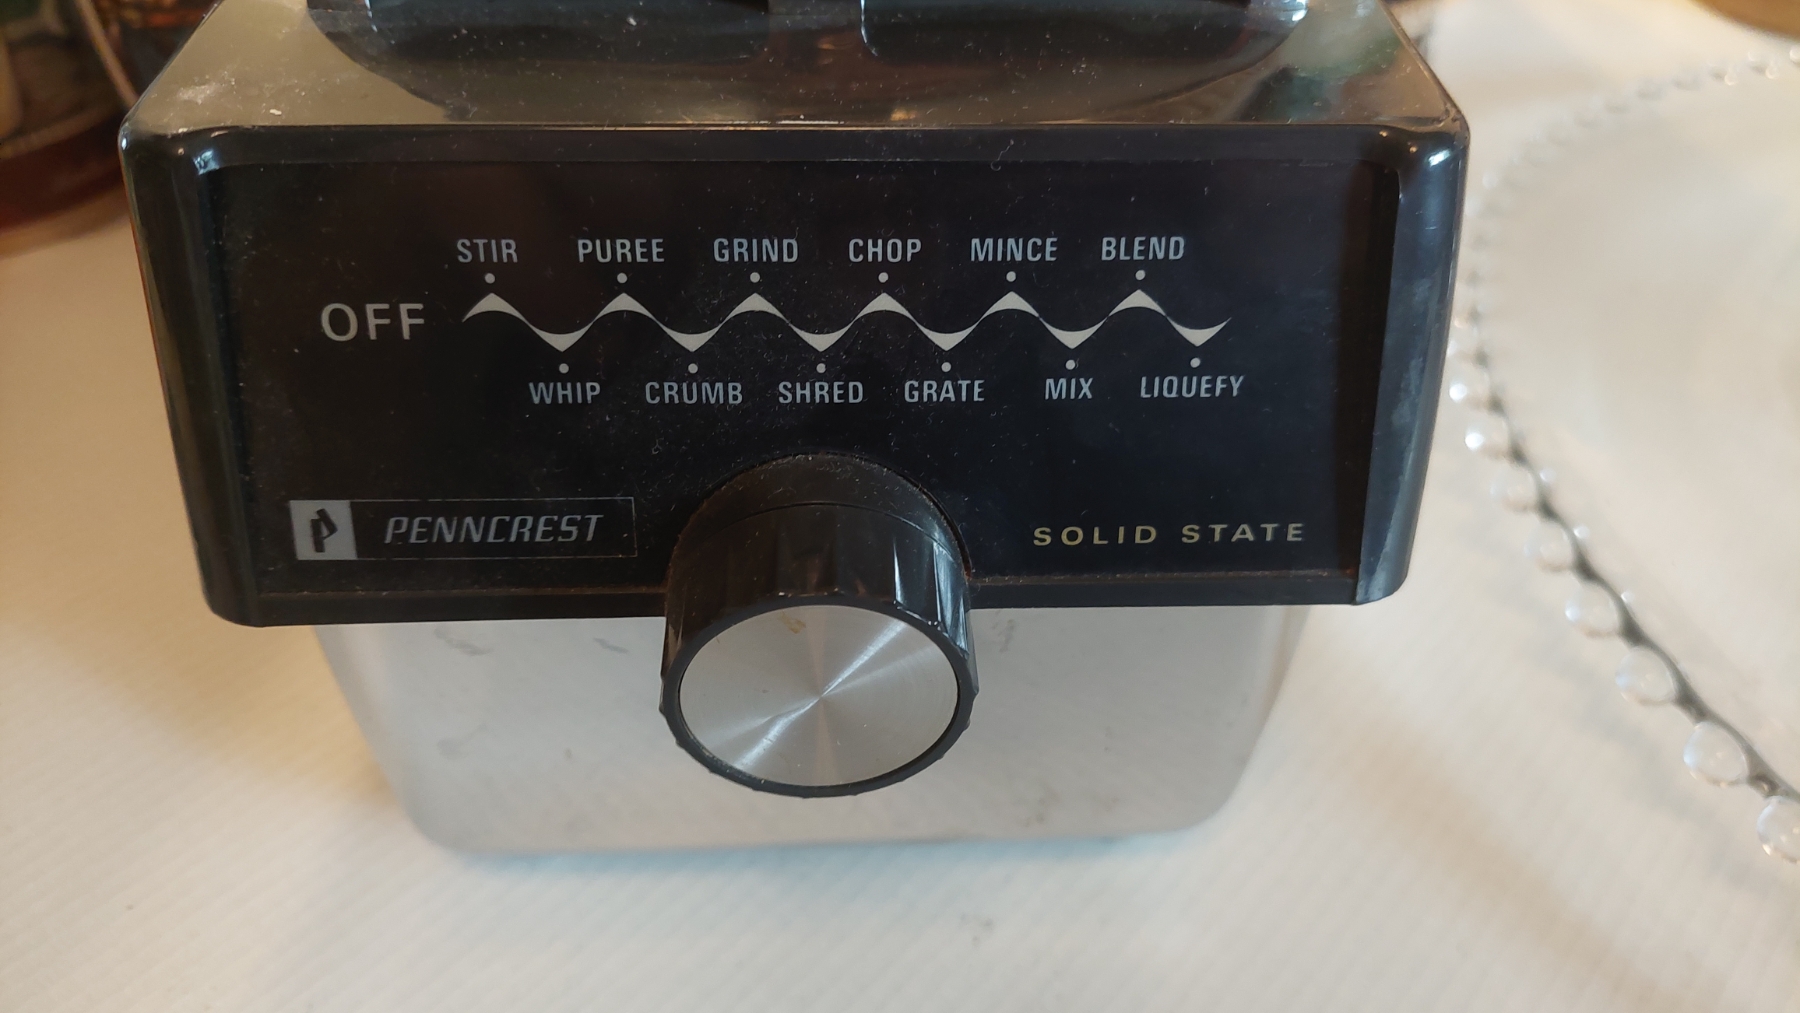 STIR PUREE GRIND CHOP MINCE BLEND
OFF
WHIP CRUMB SHRED GRATE MIX LIQUEFY
PENNCREST
SOLID STATE